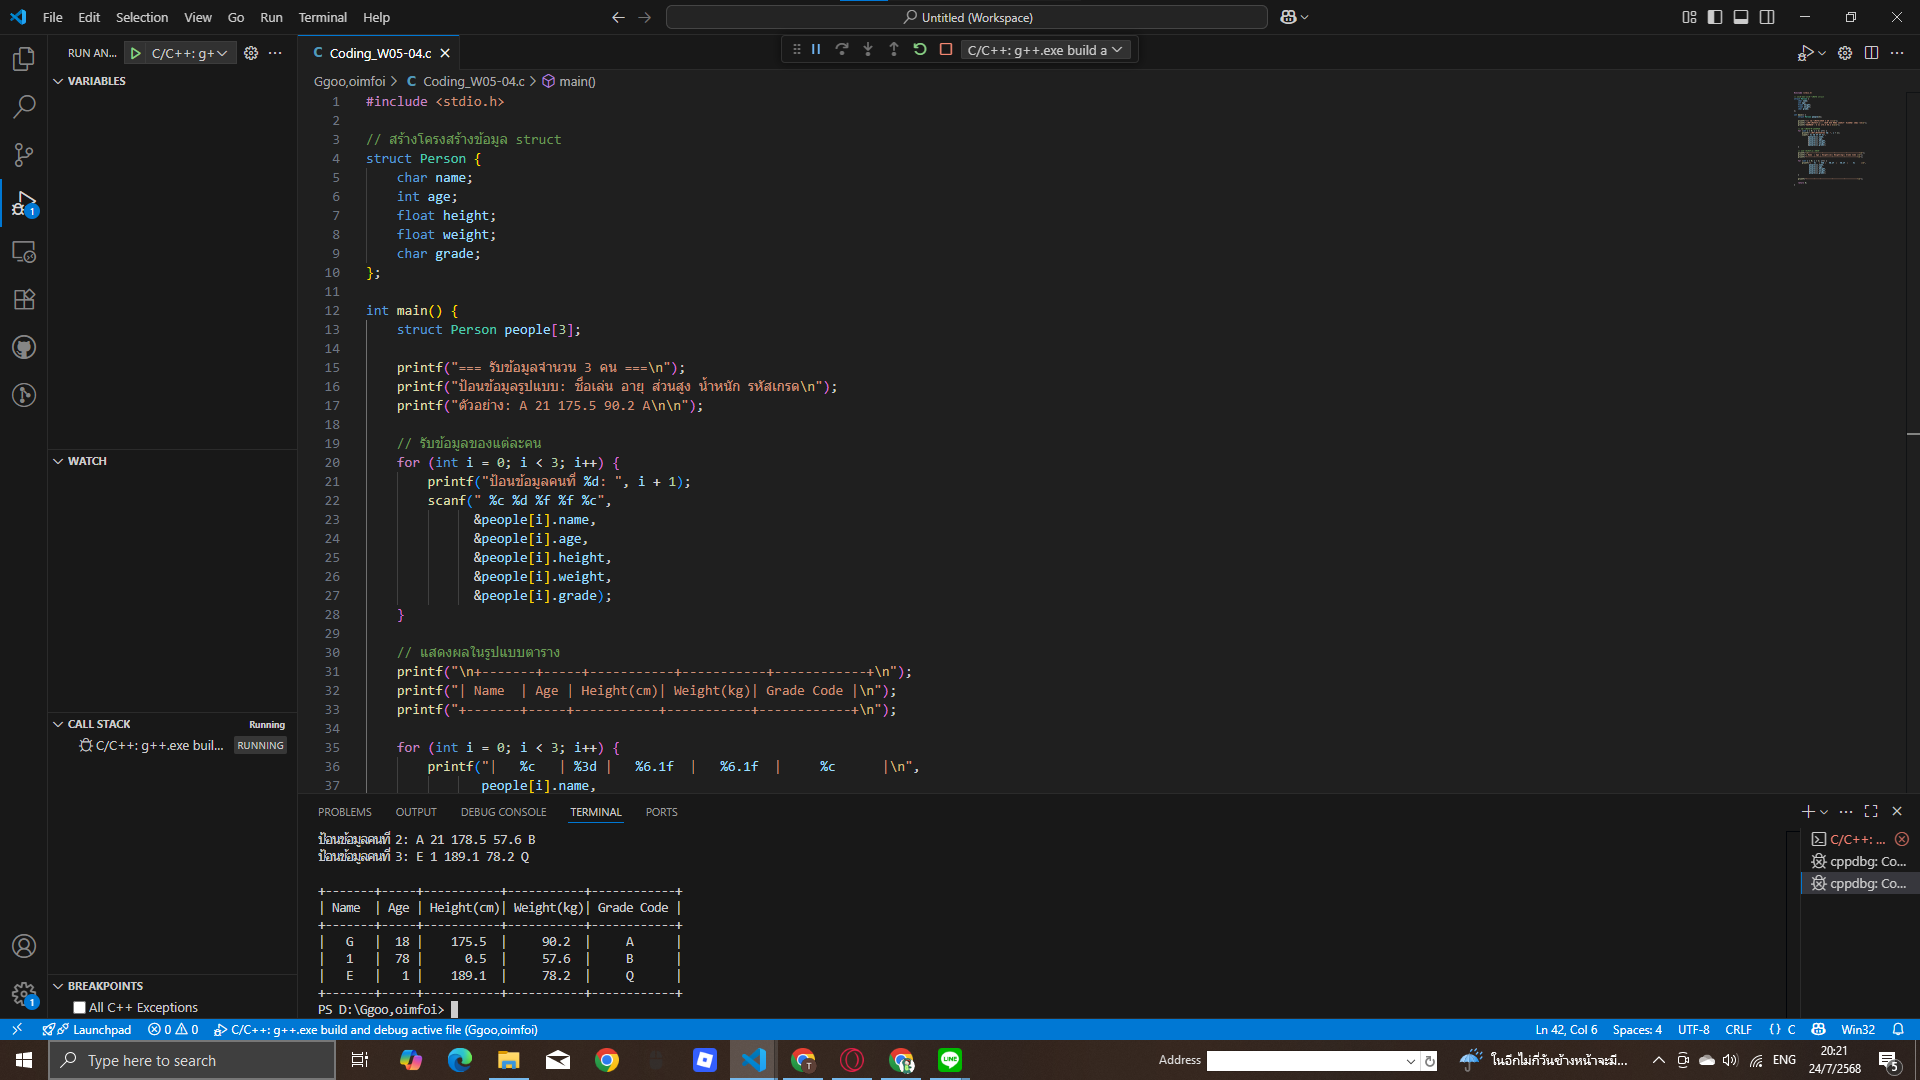 File Edit Selection View Go Run Terminal Help
Untitled (Workspace)
RUN AN... C/C++: g+
Coding_W05-04.c
C/C++: g++.exe build a
VARIABLES
WATCH
CALL STACK Running
C/C++: g++.exe buil... RUNNING
BREAKPOINTS
All C++ Exceptions
Ggoo,oimfoi > C Coding_W05-04.c > main()
1 #include <stdio.h>
2
3 // สร้างโครงสร้างข้อมูล struct
4 struct Person {
5 char name;
6 int age;
7 float height;
8 float weight;
9 char grade;
10 };
11
12 int main() {
13 struct Person people[3];
14
15 printf("=== รับข้อมูลจำนวน 3 คน ===\n");
16 printf("ป้อนข้อมูลรูปแบบ: ชื่อเล่น อายุ ส่วนสูง น้ำหนัก รหัสเกรด\n");
17 printf("ตัวอย่าง: A 21 175.5 90.2 A\n\n");
18
19 // รับข้อมูลของแต่ละคน
20 for (int i = 0; i < 3; i++) {
21 printf("ป้อนข้อมูลคนที่ %d: ", i + 1);
22 scanf(" %c %d %f %f %c",
23 &people[i].name,
24 &people[i].age,
25 &people[i].height,
26 &people[i].weight,
27 &people[i].grade);
28 }
29
30 // แสดงผลในรูปแบบตาราง
31 printf("\n+-------+-----+-----------+-----------+------------+\n");
32 printf("| Name  | Age | Height(cm)| Weight(kg)| Grade Code |\n");
33 printf("+-------+-----+-----------+-----------+------------+\n");
34
35 for (int i = 0; i < 3; i++) {
36 printf("|   %c   | %3d |   %6.1f  |   %6.1f  |     %c      |\n",
37 people[i].name,
PROBLEMS OUTPUT DEBUG CONSOLE TERMINAL PORTS
ป้อนข้อมูลคนที่ 2: A 21 178.5 57.6 B
ป้อนข้อมูลคนที่ 3: E 1 189.1 78.2 Q
+-------+-----+-----------+-----------+------------+
| Name  | Age | Height(cm)| Weight(kg)| Grade Code |
+-------+-----+-----------+-----------+------------+
|   G   |  18 |    175.5  |     90.2  |     A      |
|   1   |  78 |      0.5  |     57.6  |     B      |
|   E   |   1 |    189.1  |     78.2  |     Q      |
+-------+-----+-----------+-----------+------------+
PS D:\Ggoo,oimfoi>
C/C++: ...
cppdbg: Co...
cppdbg: Co...
Launchpad 0 0 C/C++: g++.exe build and debug active file (Ggoo,oimfoi)
Ln 42, Col 6 Spaces: 4 UTF-8 CRLF {} C Win32
Type here to search
Address
ในอีกไม่กี่วันข้างหน้าจะมี...
ENG
20:21
24/7/2568
5